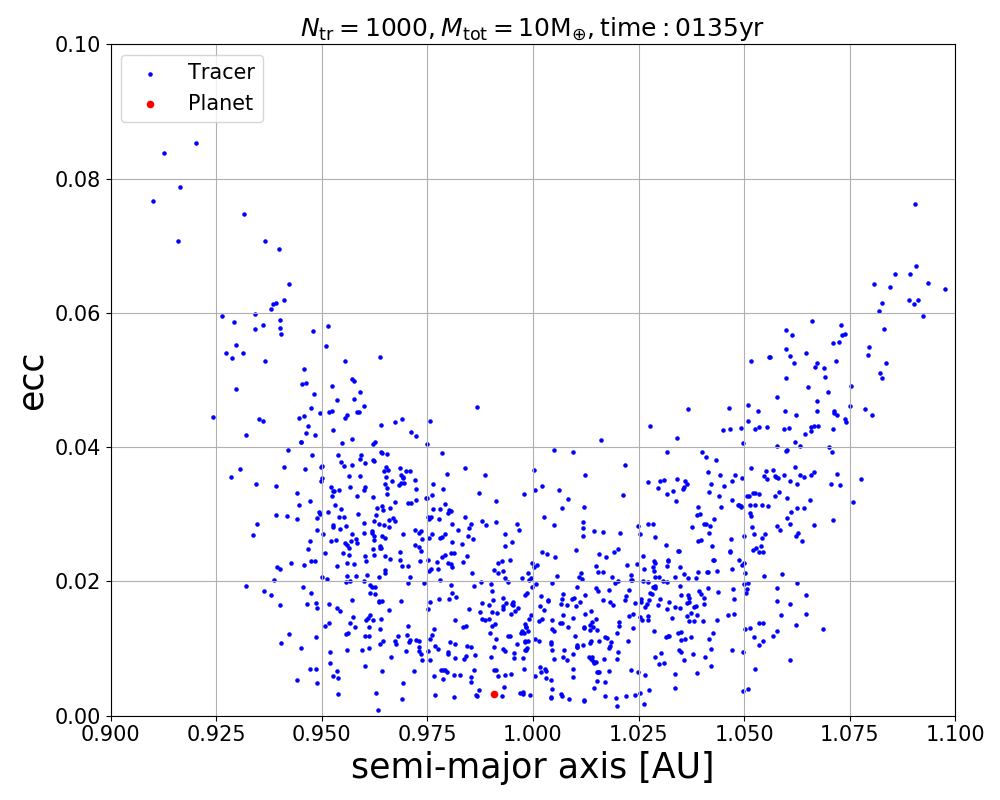 N_tr = 1000, M_tot = 10M_⊕, time : 0135yr
0.10
Tracer
Planet
0.08
0.06
ecc
0.04
0.02
0.00
0.900 0.925 0.950 0.975 1.000 1.025 1.050 1.075 1.100
semi-major axis [AU]